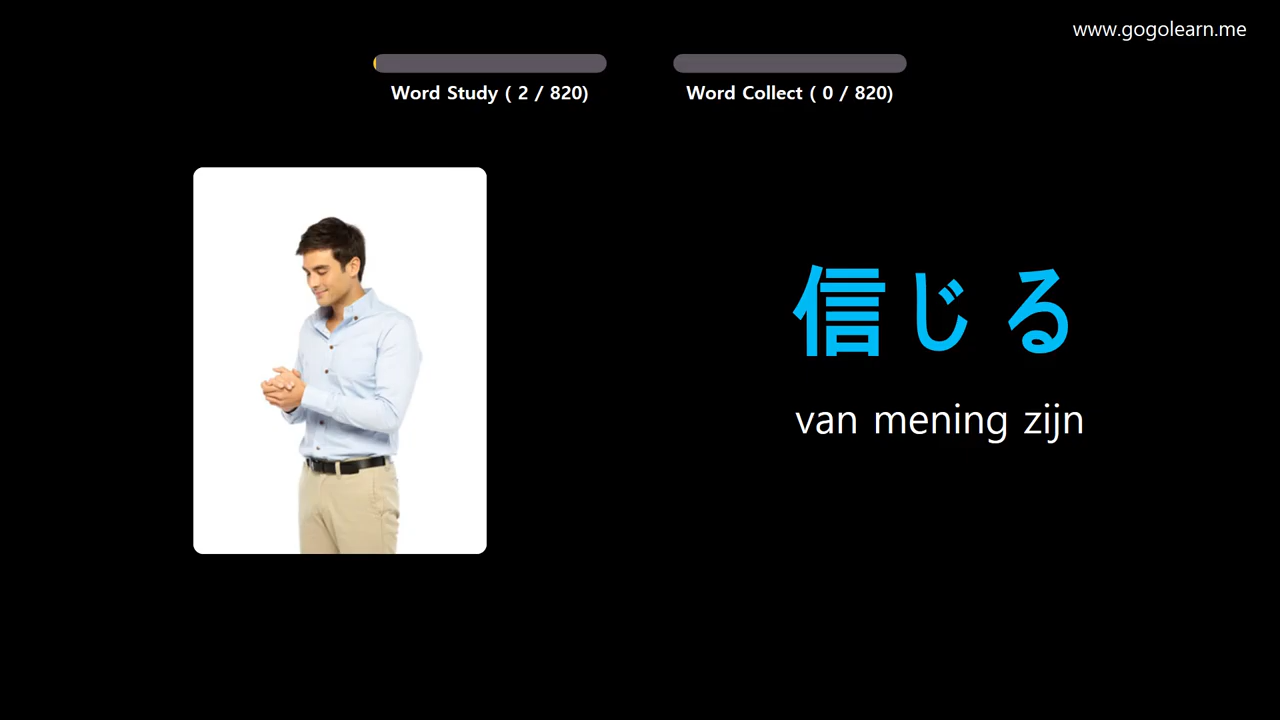 www.gogolearn.me
Word Study ( 2 / 820)
Word Collect ( 0 / 820)
信じる
van mening zijn